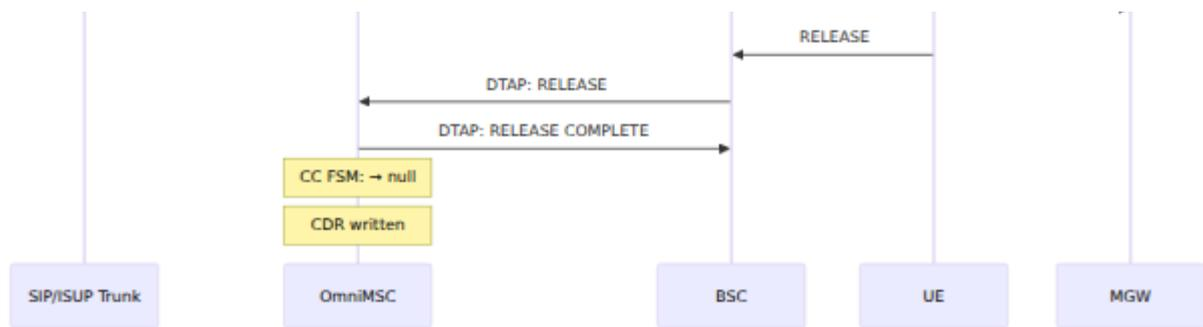 RELEASE
DTAP: RELEASE
DTAP: RELEASE COMPLETE
CC FSM: → null
CDR written
SIP/ISUP Trunk
OmniMSC
BSC
UE
MGW